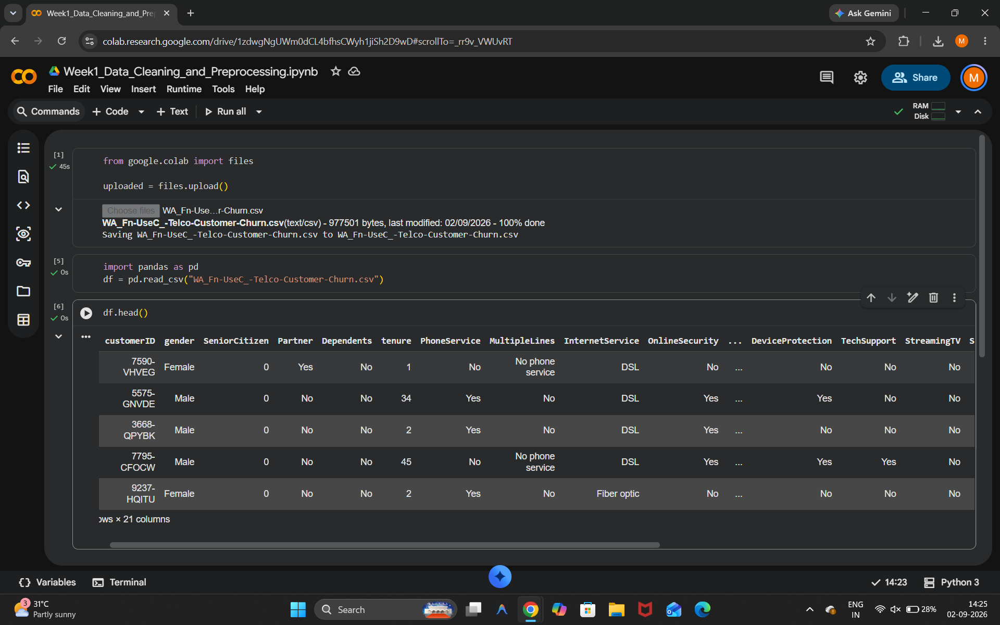 Week1_Data_Cleaning_and_Pre
Ask Gemini
colab.research.google.com/drive/1zdwgNgUWm0dCL4bfhsCWyh1jiSh2D9wD#scrollTo=_rr9v_VWUvRT
M
Week1_Data_Cleaning_and_Preprocessing.ipynb
File Edit View Insert Runtime Tools Help
Share
M
Commands + Code + Text Run all
RAM
Disk
[1]
45s
from google.colab import files
uploaded = files.upload()
Choose files WA_Fn-Use...r-Churn.csv
WA_Fn-UseC_-Telco-Customer-Churn.csv(text/csv) - 977501 bytes, last modified: 02/09/2026 - 100% done
Saving WA_Fn-UseC_-Telco-Customer-Churn.csv to WA_Fn-UseC_-Telco-Customer-Churn.csv
[5]
0s
import pandas as pd
df = pd.read_csv("WA_Fn-UseC_-Telco-Customer-Churn.csv")
[6]
0s
df.head()
customerID gender SeniorCitizen Partner Dependents tenure PhoneService MultipleLines InternetService OnlineSecurity ... DeviceProtection TechSupport StreamingTV S
7590-VHVEG Female 0 Yes No 1 No No phone service DSL No ... No No No
5575-GNVDE Male 0 No No 34 Yes No DSL Yes ... Yes No No
3668-QPYBK Male 0 No No 2 Yes No DSL Yes ... No No No
7795-CFOCW Male 0 No No 45 No No phone service DSL Yes ... Yes Yes No
9237-HQITU Female 0 No No 2 Yes No Fiber optic No ... No No No
ows × 21 columns
Variables Terminal
14:23 Python 3
3
31°C
Partly sunny
Search
ENG
IN
28%
14:25
02-09-2026